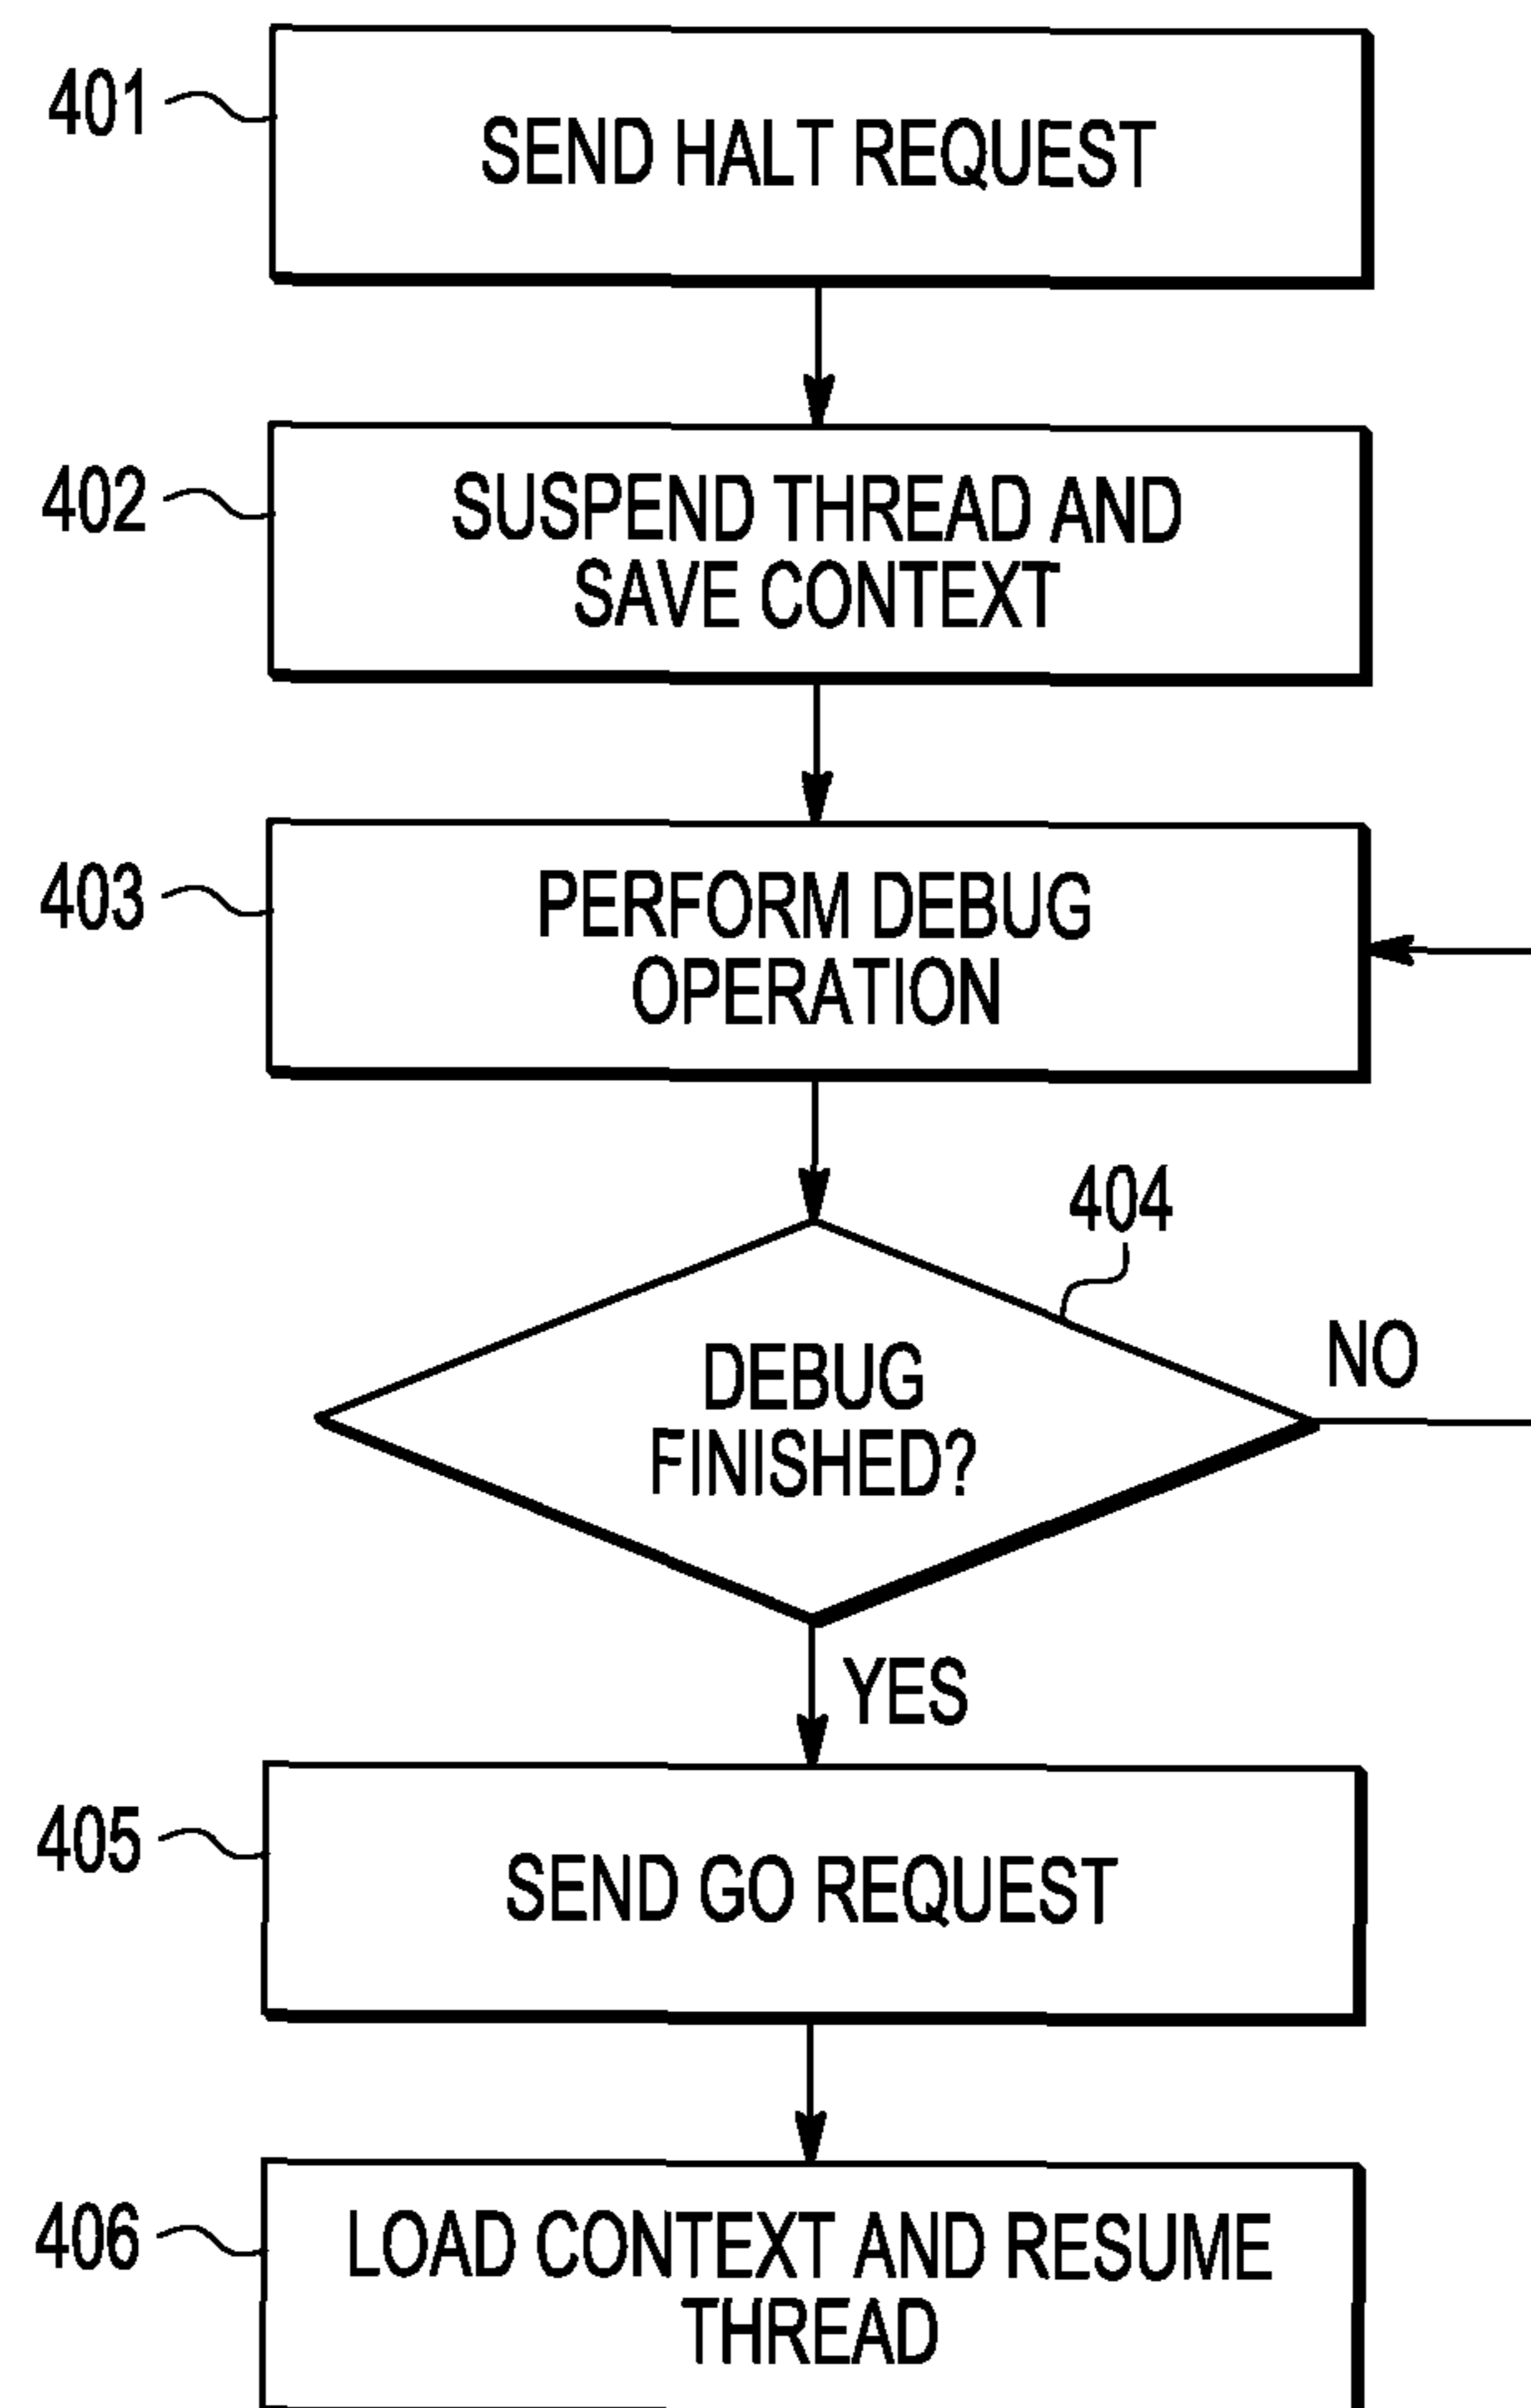 401
SEND HALT REQUEST
402
SUSPEND THREAD AND
SAVE CONTEXT
403
PERFORM DEBUG
OPERATION
404
DEBUG
FINISHED?
NO
YES
405
SEND GO REQUEST
406
LOAD CONTEXT AND RESUME
THREAD